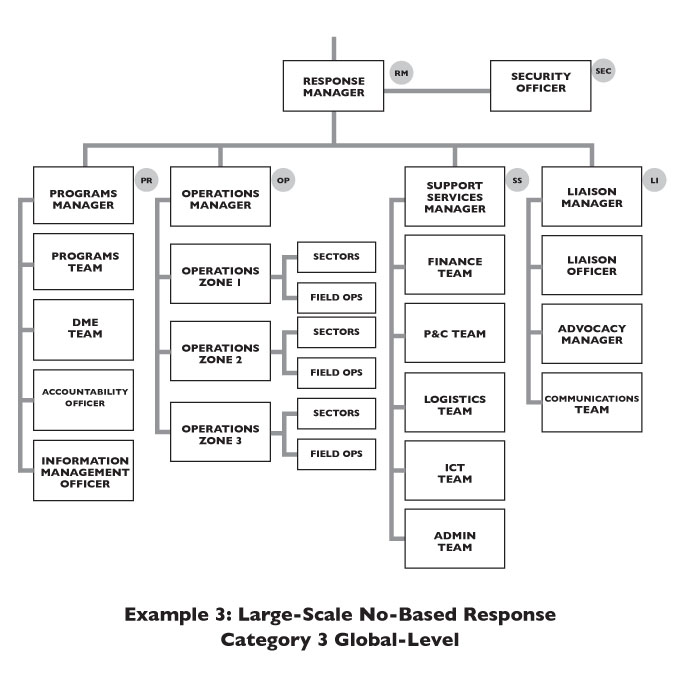 RESPONSE
MANAGER
RM
SECURITY
OFFICER
SEC
PROGRAMS
MANAGER
PR
PROGRAMS
TEAM
DME
TEAM
ACCOUNTABILITY
OFFICER
INFORMATION
MANAGEMENT
OFFICER
OPERATIONS
MANAGER
OP
OPERATIONS
ZONE 1
SECTORS
FIELD OPS
OPERATIONS
ZONE 2
SECTORS
FIELD OPS
OPERATIONS
ZONE 3
SECTORS
FIELD OPS
SUPPORT
SERVICES
MANAGER
SS
FINANCE
TEAM
P&C TEAM
LOGISTICS
TEAM
ICT
TEAM
ADMIN
TEAM
LIAISON
MANAGER
LI
LIAISON
OFFICER
ADVOCACY
MANAGER
COMMUNICATIONS
TEAM
Example 3: Large-Scale No-Based Response
Category 3 Global-Level